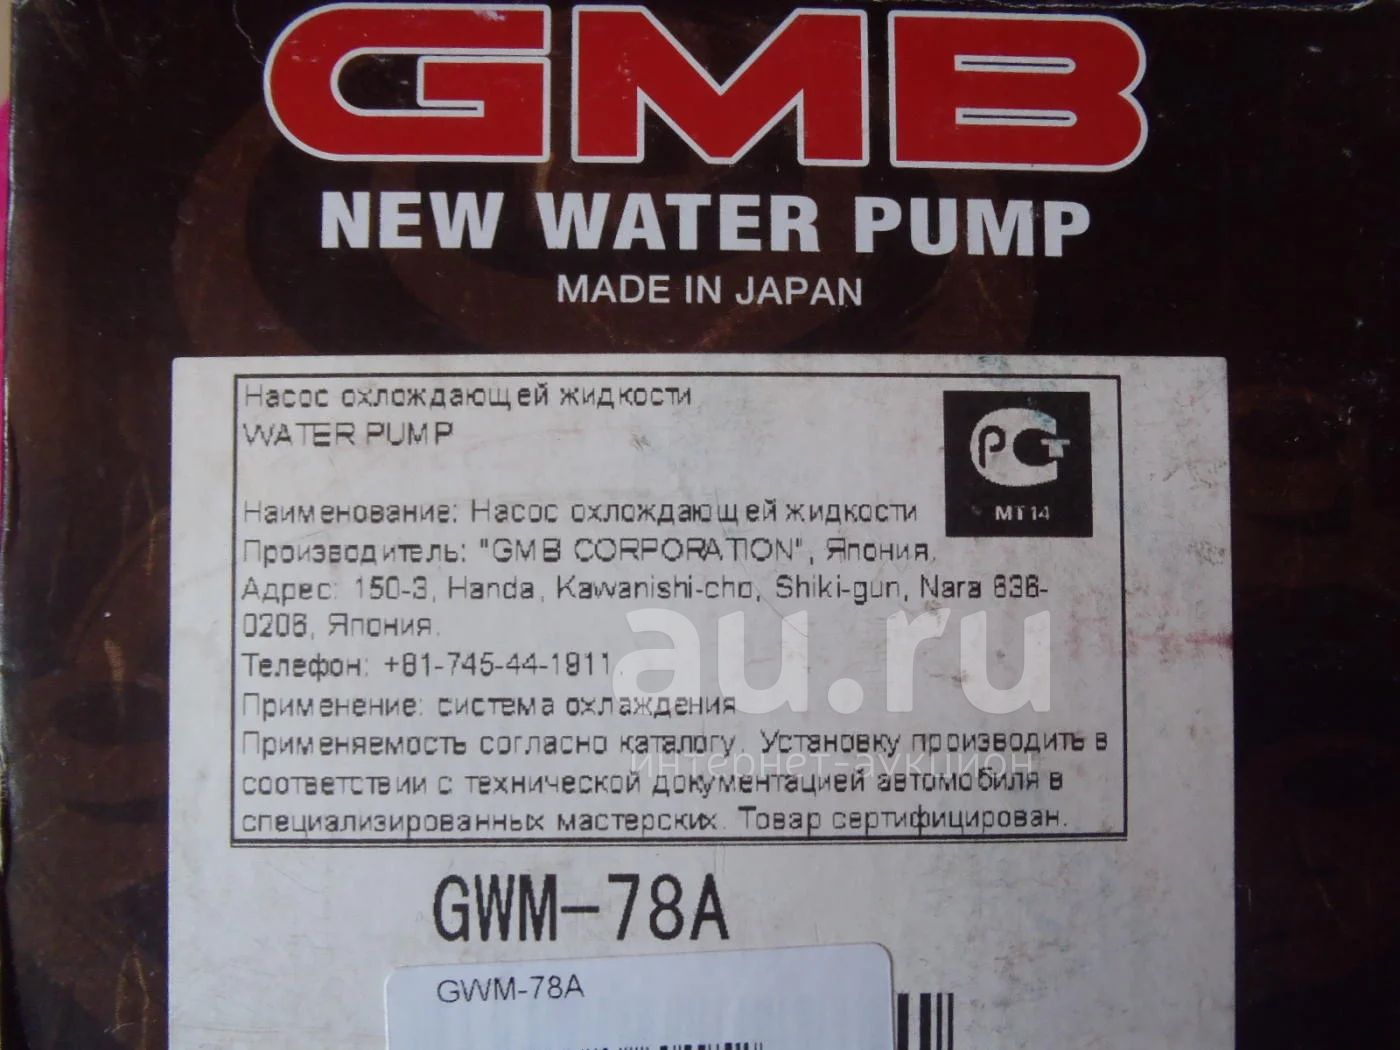 GMB
NEW WATER PUMP
MADE IN JAPAN
Насос охлождающей жидкости
WATER PUMP
РСТ
МТ14
Наименование: Насос охлождающей жидкости
Производитель: "GMB CORPORATION", Япония.
Адрес: 150-3, Handa, Kawanishi-cho, Shiki-gun, Nara 636-
0206, Япония.
Телефон: +81-745-44-1911.
Применение: система охлаждения
Применяемость согласно каталогу. Установку производить в
соответствии с технической документацией автомобиля в
специализированных мастерских. Товар сертифицирован.
au.ru
интернет-аукцион
GWM-78A
GWM-78A